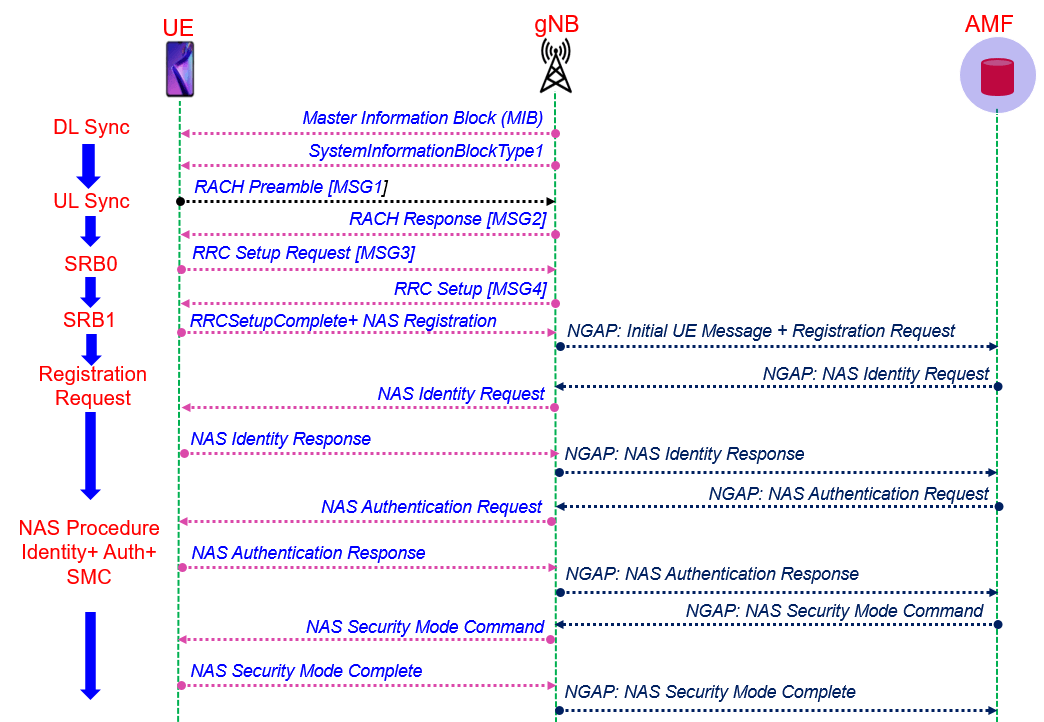 UE
gNB
AMF
Master Information Block (MIB)
DL Sync
SystemInformationBlockType1
RACH Preamble [MSG1]
UL Sync
RACH Response [MSG2]
RRC Setup Request [MSG3]
SRB0
RRC Setup [MSG4]
SRB1
RRCSetupComplete+ NAS Registration
NGAP: Initial UE Message + Registration Request
Registration
Request
NGAP: NAS Identity Request
NAS Identity Request
NAS Identity Response
NGAP: NAS Identity Response
NGAP: NAS Authentication Request
NAS Authentication Request
NAS Procedure
Identity+ Auth+
SMC
NAS Authentication Response
NGAP: NAS Authentication Response
NGAP: NAS Security Mode Command
NAS Security Mode Command
NAS Security Mode Complete
NGAP: NAS Security Mode Complete